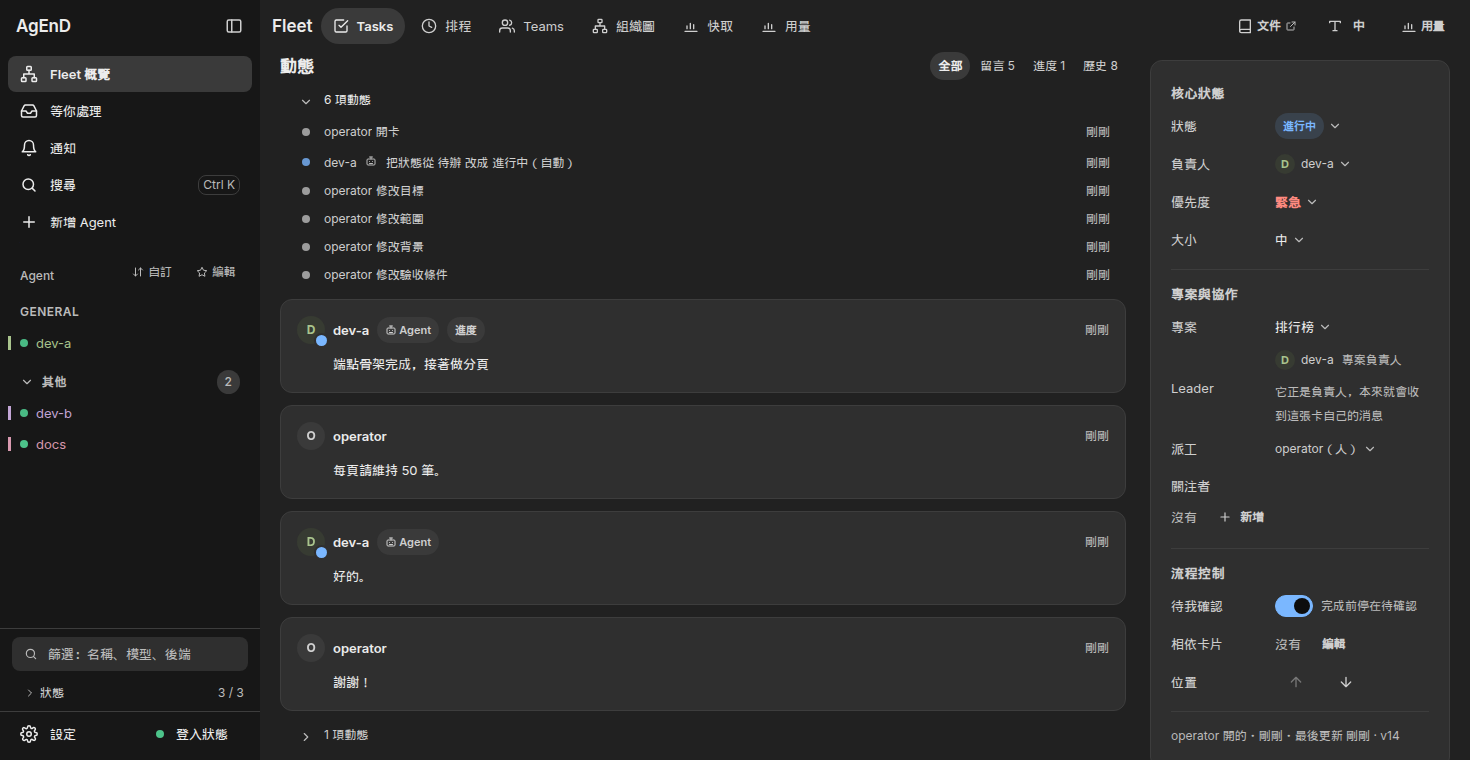 AgEnD
Fleet 概覽
等你處理
通知
搜尋 Ctrl K
新增 Agent
Agent 自訂 編輯
GENERAL
dev-a
其他 2
dev-b
docs
篩選：名稱、模型、後端
狀態 3 / 3
設定 登入狀態
Fleet Tasks 排程 Teams 組織圖 快取 用量 文件 中 用量
動態 全部 留言 5 進度 1 歷史 8
6 項動態
operator 開卡 剛剛
dev-a 把狀態從 待辦 改成 進行中（自動） 剛剛
operator 修改目標 剛剛
operator 修改範圍 剛剛
operator 修改背景 剛剛
operator 修改驗收條件 剛剛
D dev-a Agent 進度 剛剛
端點骨架完成，接著做分頁
O operator 剛剛
每頁請維持 50 筆。
D dev-a Agent 剛剛
好的。
O operator 剛剛
謝謝！
1 項動態
核心狀態
狀態 進行中
負責人 D dev-a
優先度 緊急
大小 中
專案與協作
專案 排行榜
D dev-a 專案負責人
Leader 它正是負責人，本來就會收
到這張卡自己的消息
派工 operator（人）
關注者
沒有 新增
流程控制
待我確認 完成前停在待確認
相依卡片 沒有 編輯
位置
operator 開的・剛剛・最後更新 剛剛 · v14